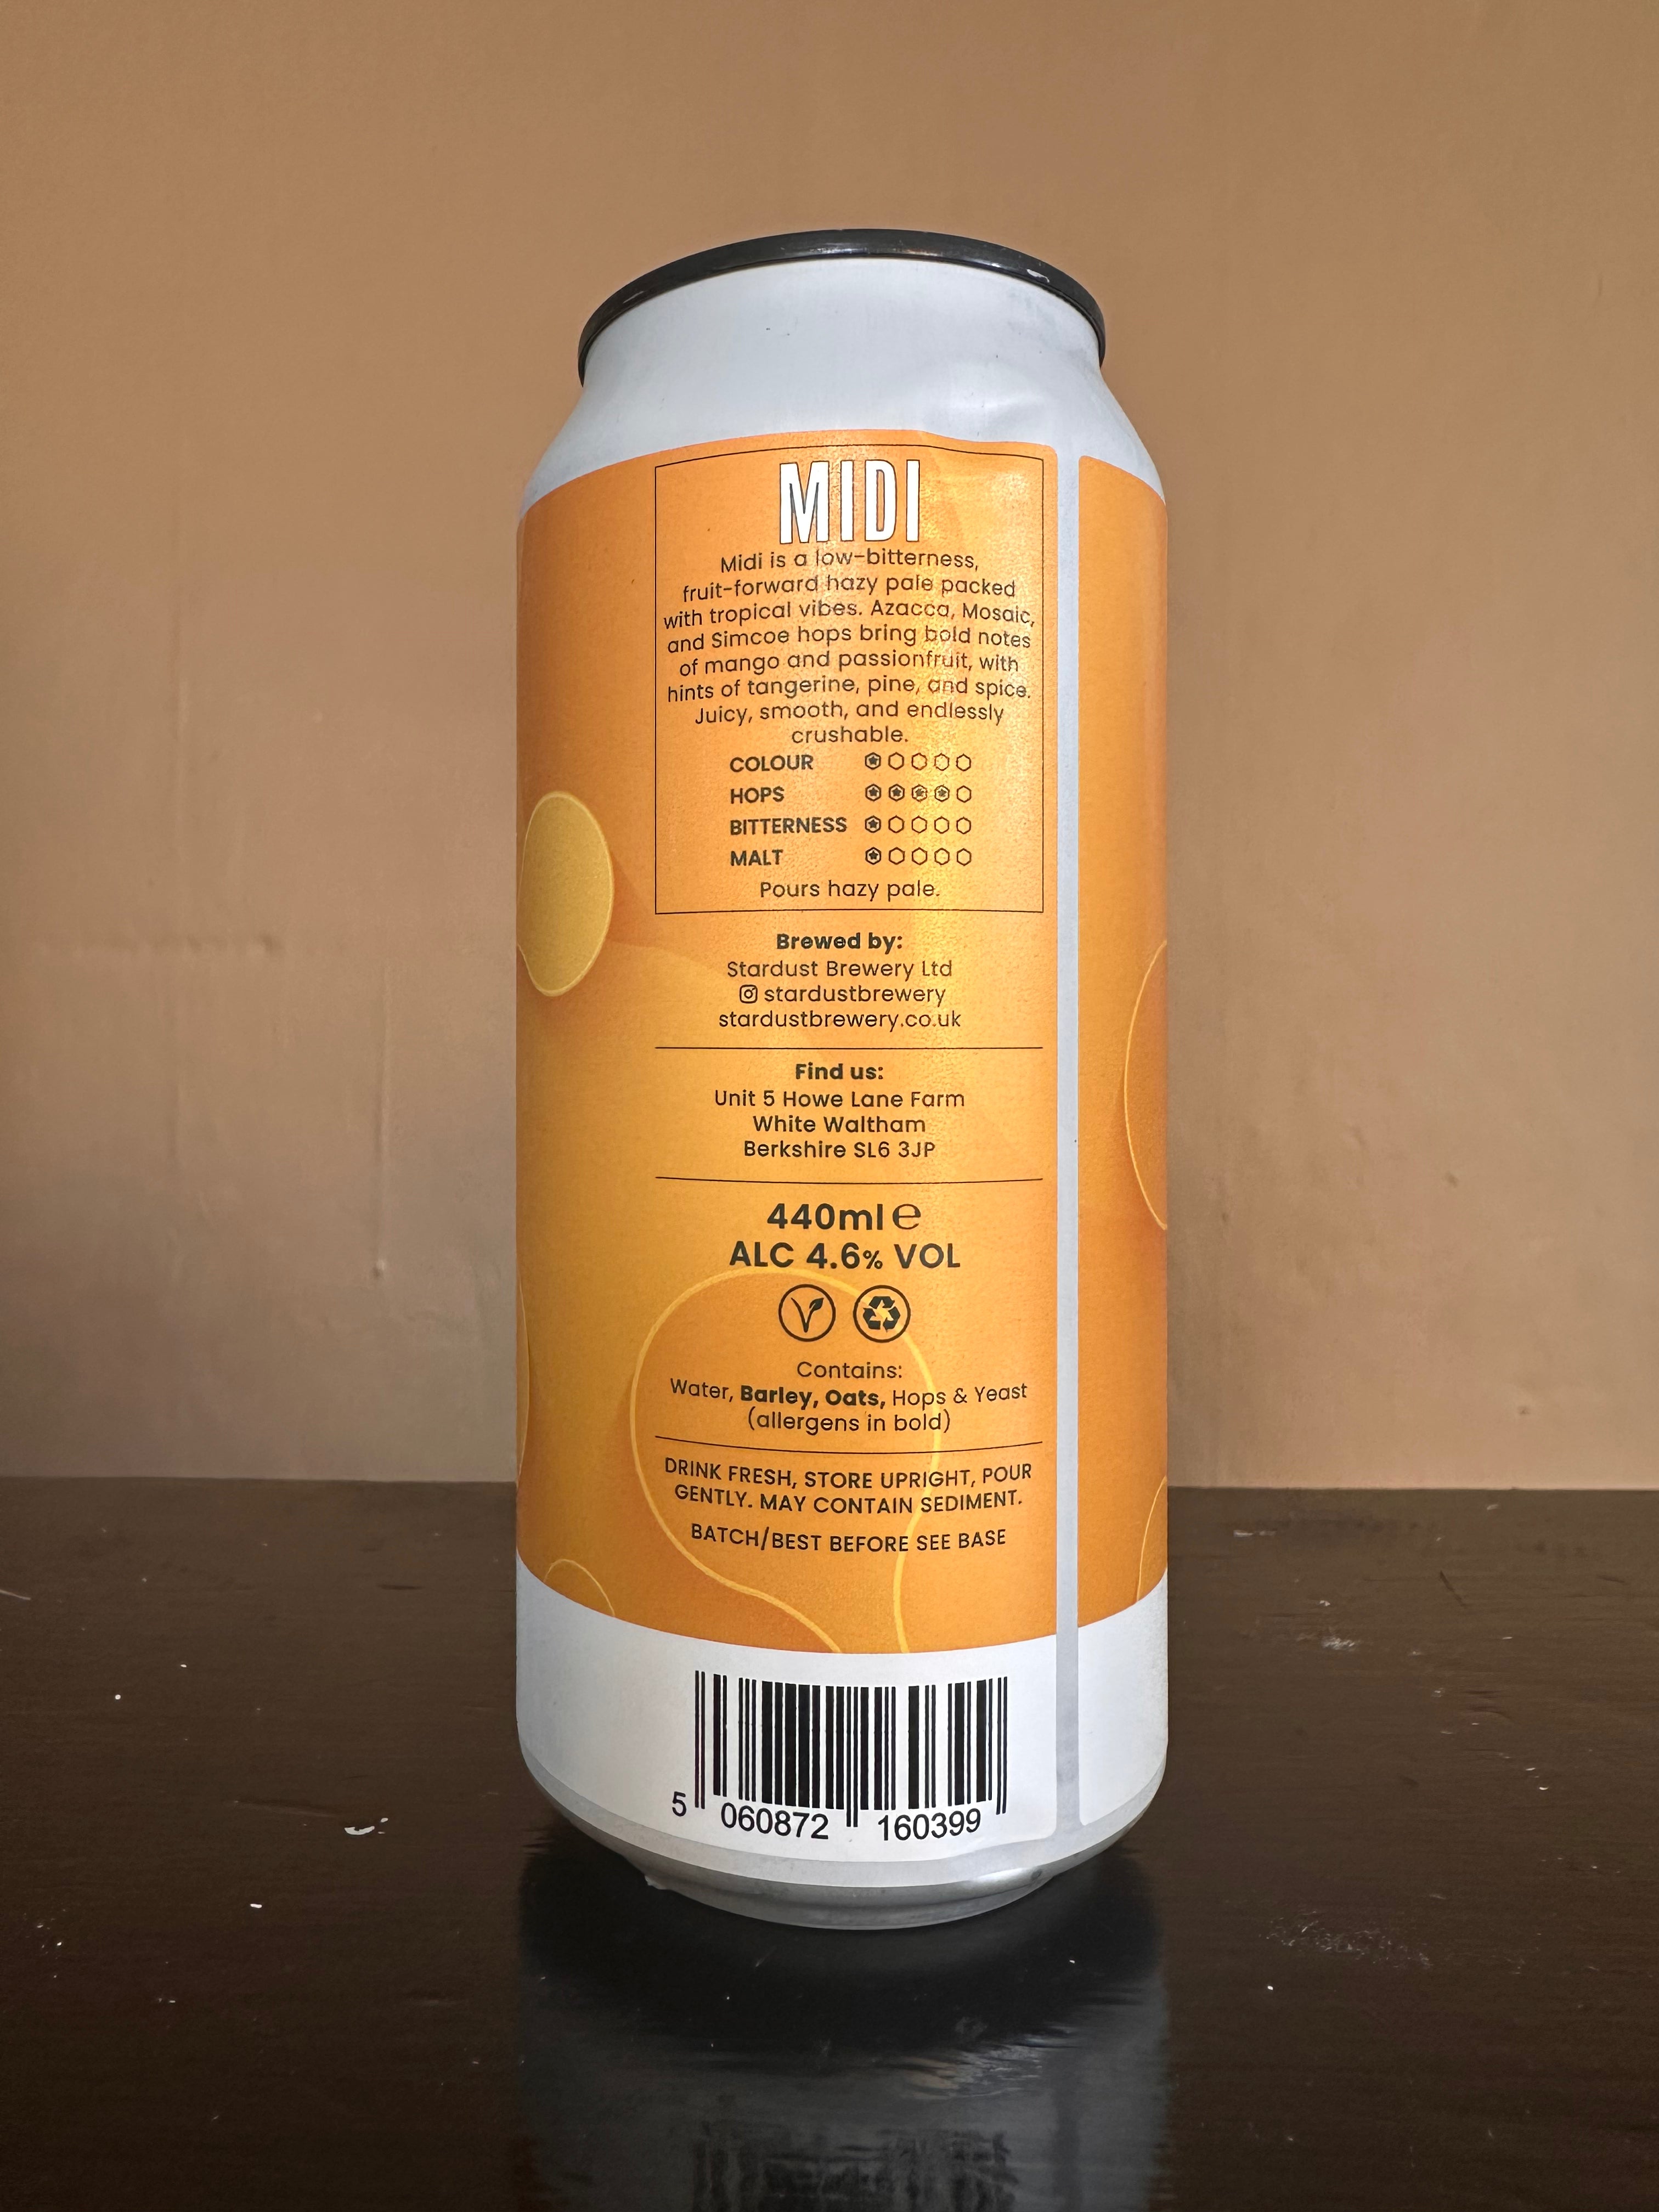 MIDI
Midi is a low-bitterness,
fruit-forward hazy pale packed
with tropical vibes. Azacca, Mosaic,
and Simcoe hops bring bold notes
of mango and passionfruit, with
hints of tangerine, pine, and spice.
Juicy, smooth, and endlessly
crushable.
COLOUR
HOPS
BITTERNESS
MALT
Pours hazy pale.
Brewed by:
Stardust Brewery Ltd
stardustbrewery
stardustbrewery.co.uk
Find us:
Unit 5 Howe Lane Farm
White Waltham
Berkshire SL6 3JP
440ml ℮
ALC 4.6% VOL
Contains:
Water, Barley, Oats, Hops & Yeast
(allergens in bold)
DRINK FRESH, STORE UPRIGHT, POUR
GENTLY. MAY CONTAIN SEDIMENT.
BATCH/BEST BEFORE SEE BASE
5 060872 160399